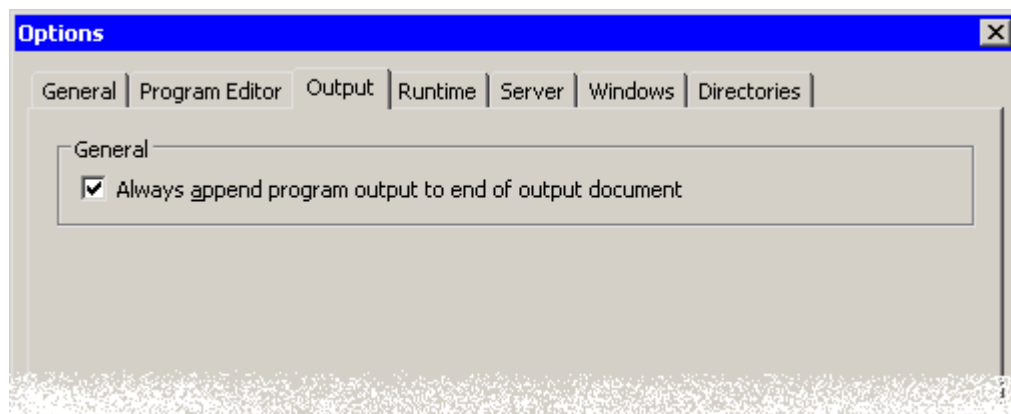 Options
General Program Editor Output Runtime Server Windows Directories
General
Always append program output to end of output document